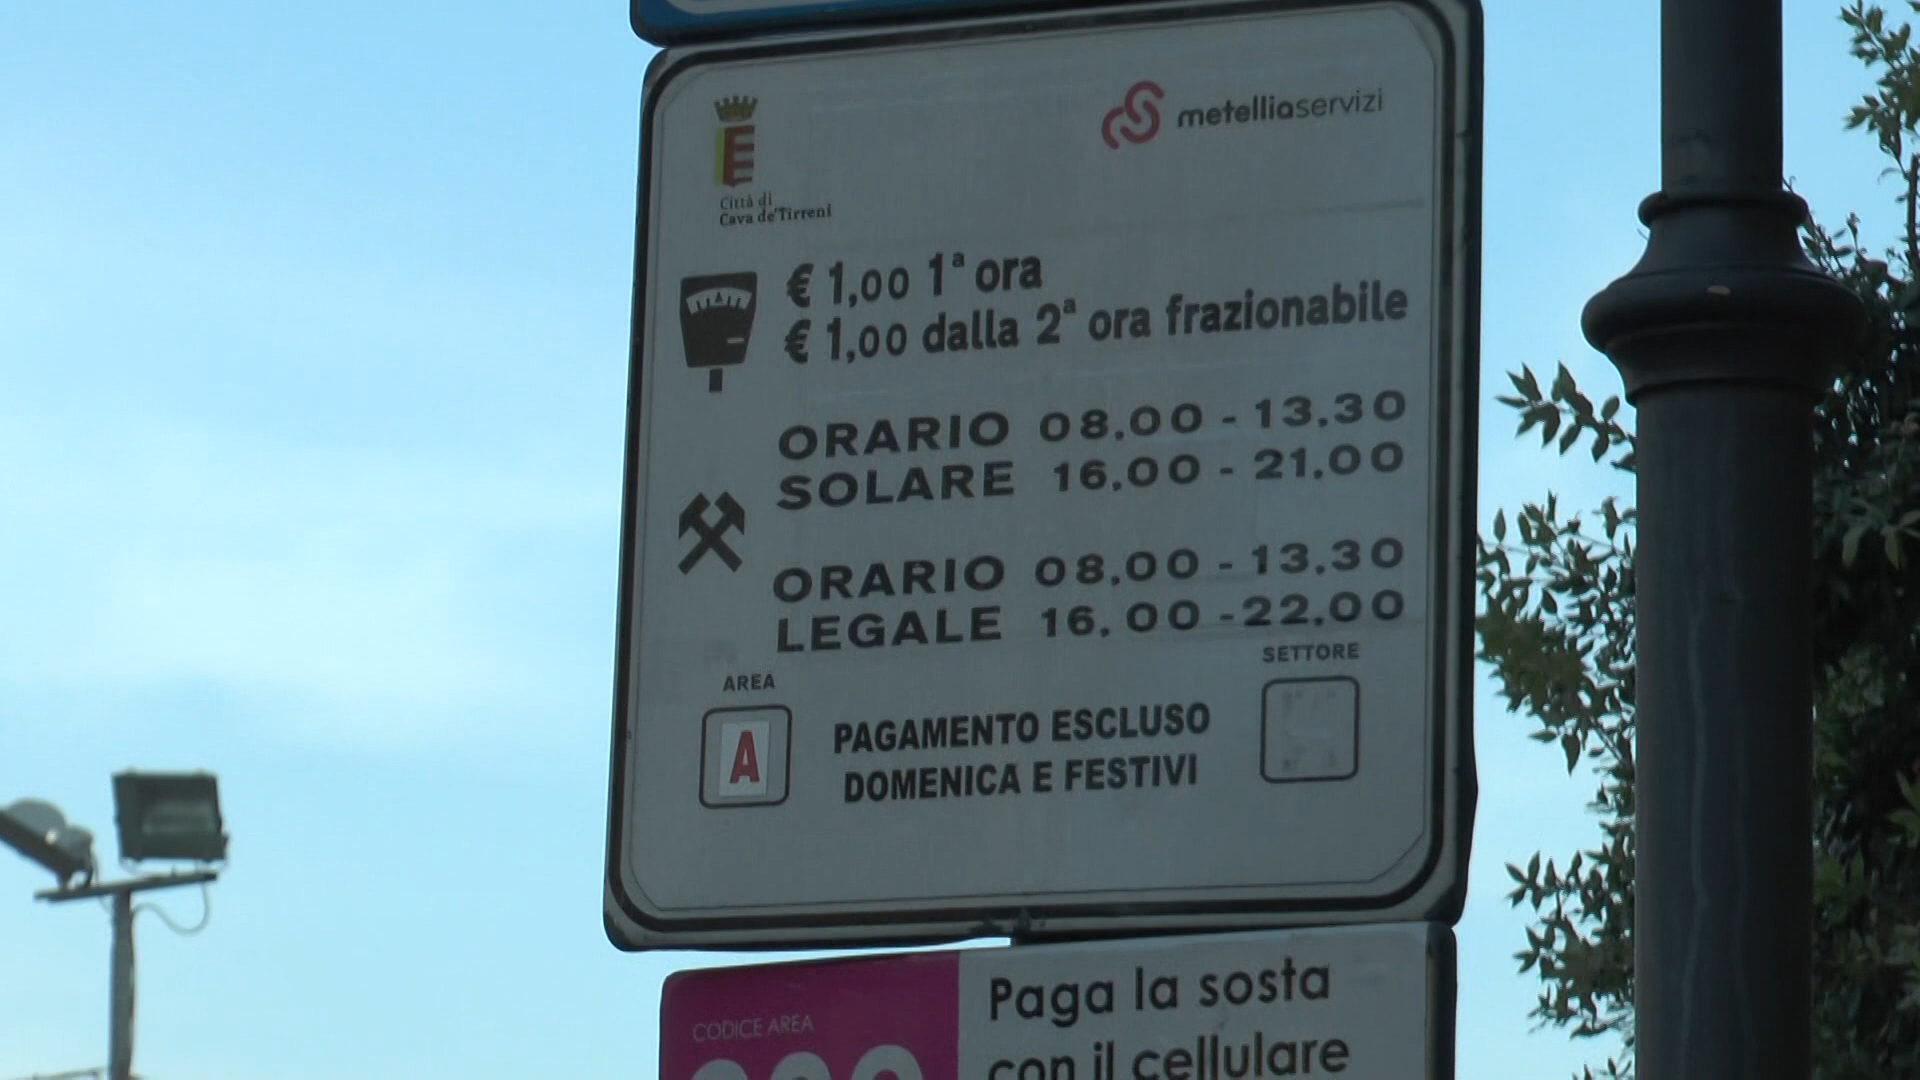 metelliaservizi
Città di
Cava de'Tirreni
€ 1,00 1ª ora
€ 1,00 dalla 2ª ora frazionabile
ORARIO 08.00 - 13.30
SOLARE 16.00 - 21.00
ORARIO 08.00 - 13.30
LEGALE 16.00 - 22.00
AREA
SETTORE
A
PAGAMENTO ESCLUSO
DOMENICA E FESTIVI
CODICE AREA
Paga la sosta
con il cellulare